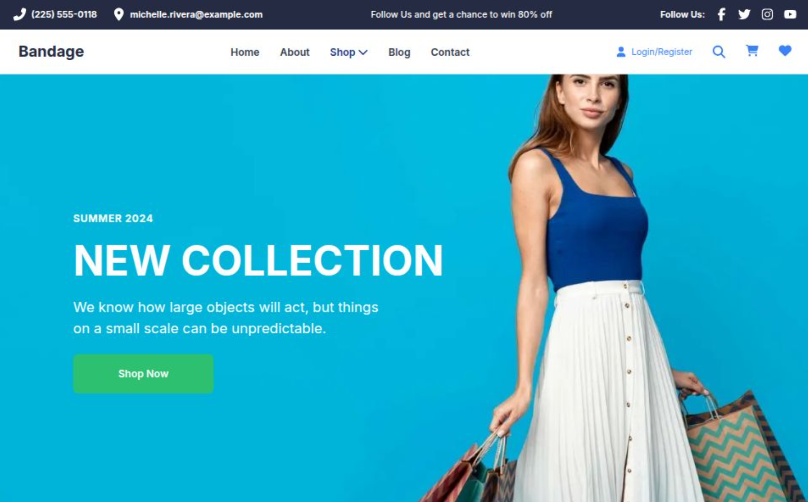 (225) 555-0118
michelle.rivera@example.com
Follow Us and get a chance to win 80% off
Follow Us:
Bandage
Home
About
Shop
Blog
Contact
Login/Register
SUMMER 2024
NEW COLLECTION
We know how large objects will act, but things
on a small scale can be unpredictable.
Shop Now